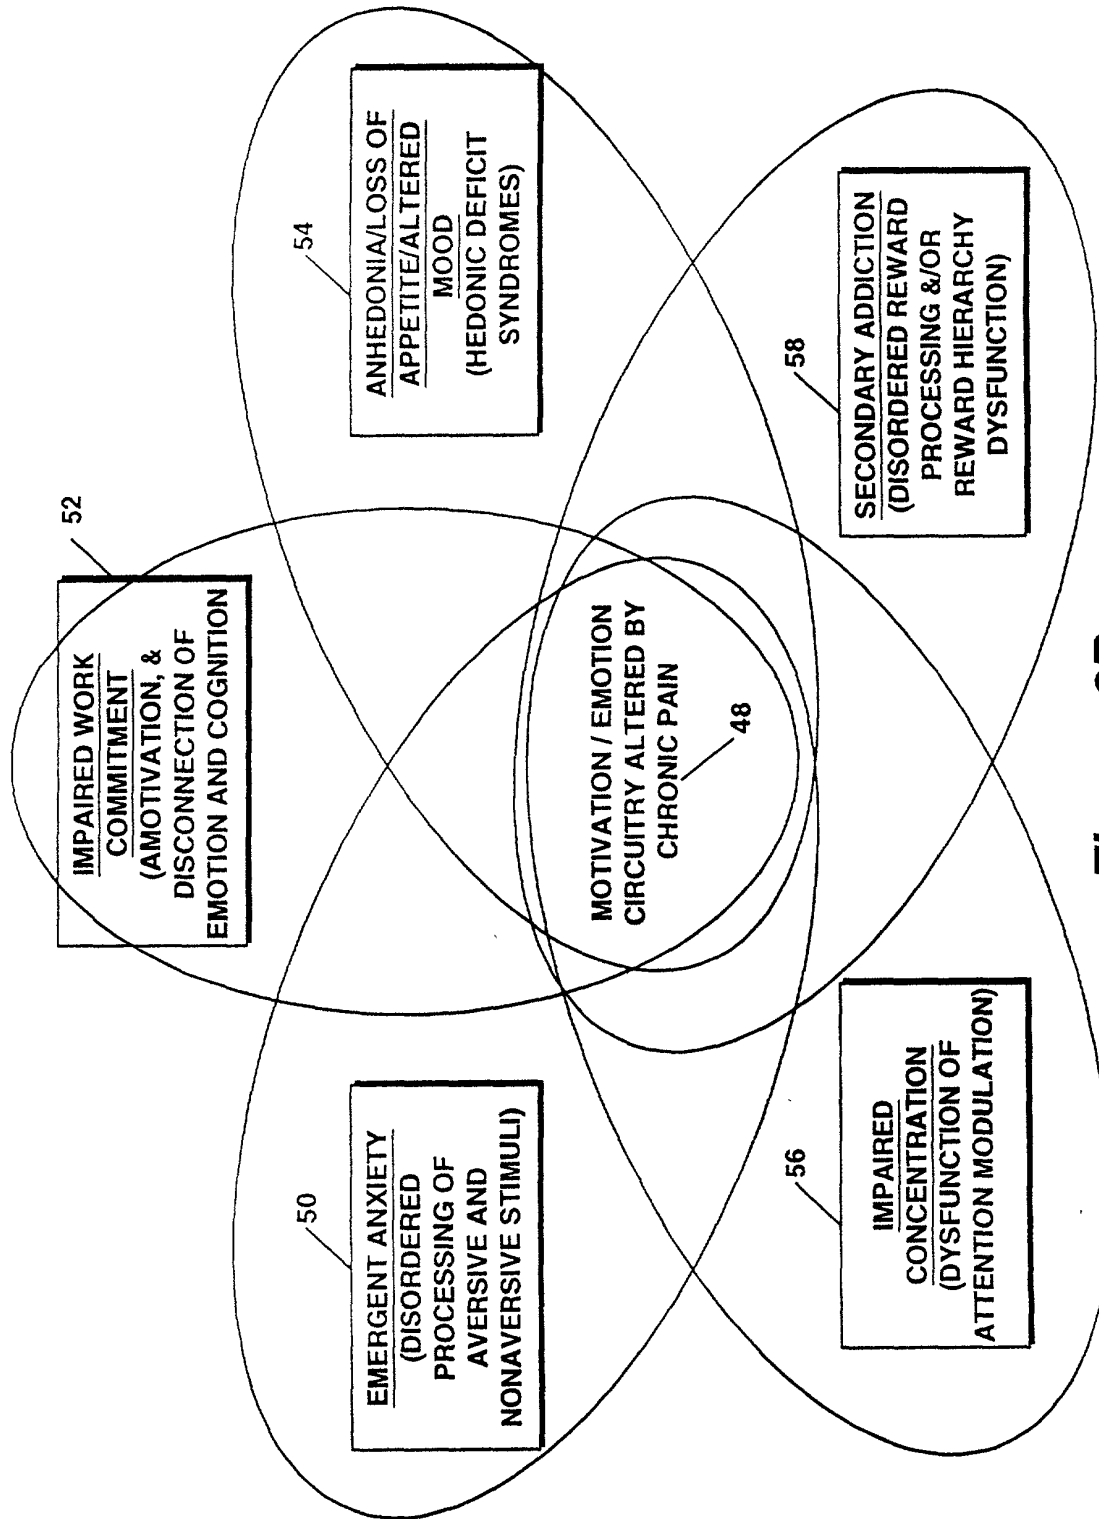 52
IMPAIRED WORK
COMMITMENT
(AMOTIVATION, &
DISCONNECTION OF
EMOTION AND COGNITION
50
EMERGENT ANXIETY
(DISORDERED
PROCESSING OF
AVERSIVE AND
NONAVERSIVE STIMULI)
54
ANHEDONIA/LOSS OF
APPETITE/ALTERED
MOOD
(HEDONIC DEFICIT
SYNDROMES)
MOTIVATION / EMOTION
CIRCUITRY ALTERED BY
CHRONIC PAIN
48
56
IMPAIRED
CONCENTRATION
(DYSFUNCTION OF
ATTENTION MODULATION)
58
SECONDARY ADDICTION
(DISORDERED REWARD
PROCESSING &/OR
REWARD HIERARCHY
DYSFUNCTION)